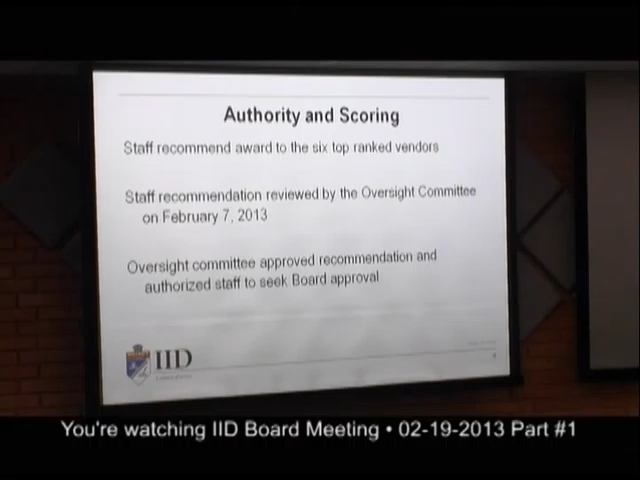 Authority and Scoring
Staff recommend award to the six top ranked vendors
Staff recommendation reviewed by the Oversight Committee
on February 7, 2013
Oversight committee approved recommendation and
authorized staff to seek Board approval
IID
You're watching IID Board Meeting • 02-19-2013 Part #1